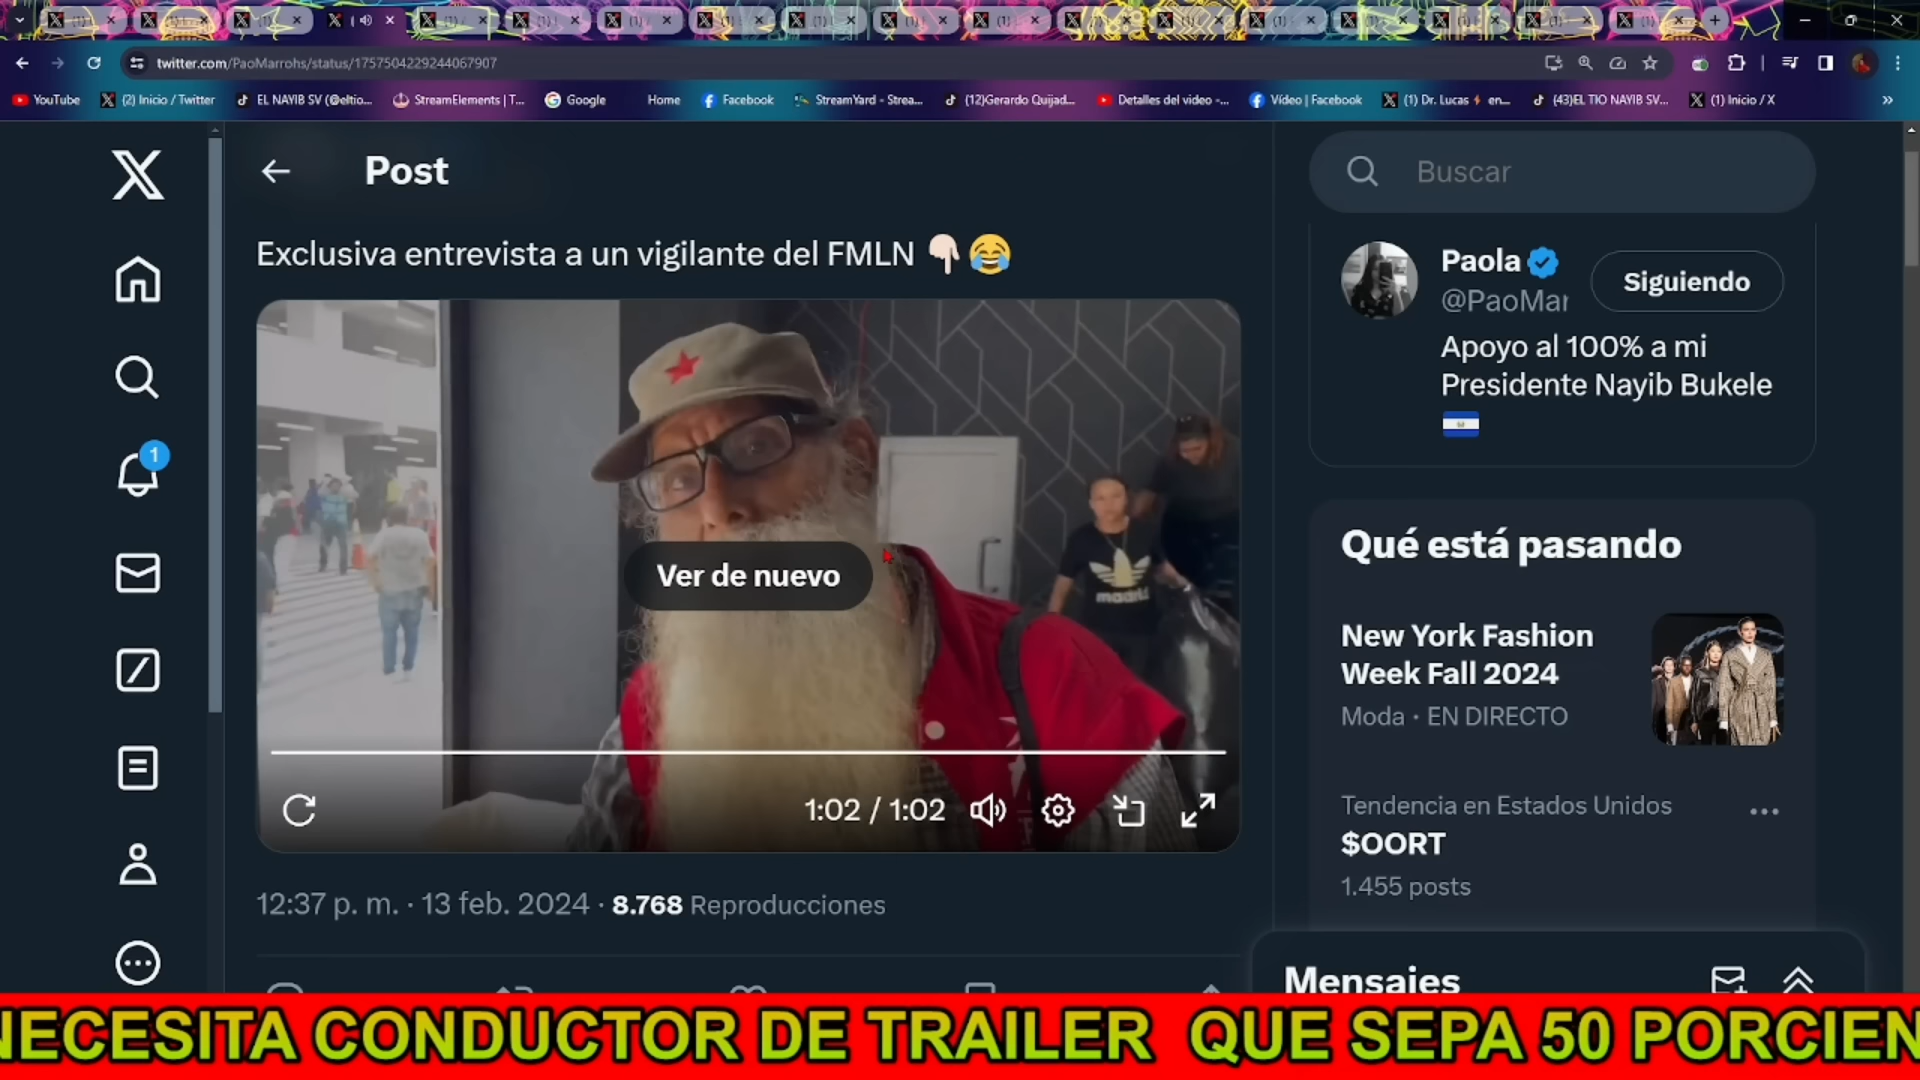 twitter.com/PaoMarrohs/status/1757504229244067907
YouTube
(2) Inicio / Twitter
EL NAYIB SV (@eltio...
StreamElements | T...
Google
Home
Facebook
StreamYard - Strea...
(12)Gerardo Quijad...
Detalles del video -...
Vídeo | Facebook
(1) Dr. Lucas⚡ en...
(43)EL TIO NAYIB SV...
(1) Inicio / X
Post
Buscar
Exclusiva entrevista a un vigilante del FMLN 👇🏻😂
Paola
Siguiendo
@PaoMar
Apoyo al 100% a mi
Presidente Nayib Bukele
🇸🇻
1
Ver de nuevo
Qué está pasando
New York Fashion
Week Fall 2024
Moda · EN DIRECTO
1:02 / 1:02
Tendencia en Estados Unidos
$OORT
1.455 posts
12:37 p. m. · 13 feb. 2024 · 8.768 Reproducciones
Mensajes
NECESITA CONDUCTOR DE TRAILER QUE SEPA 50 PORCIEN